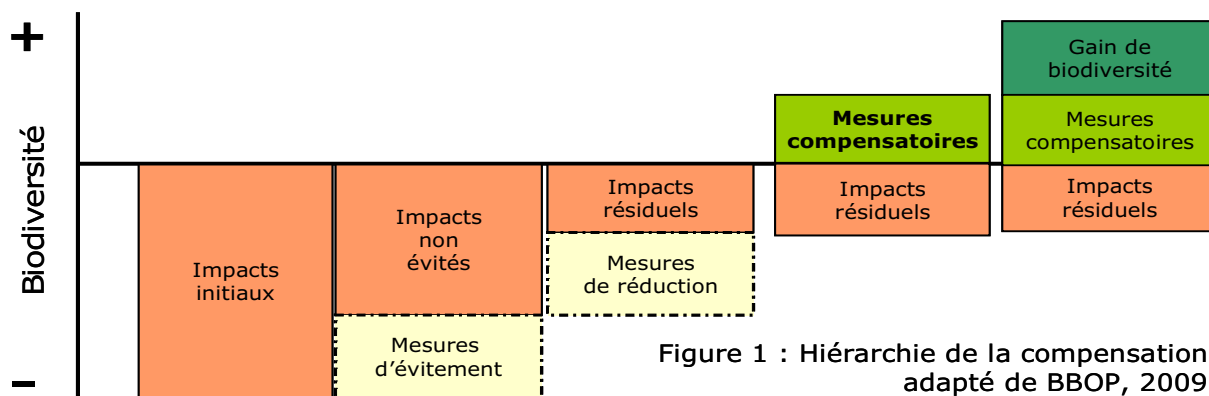 +
Biodiversité
–
Impacts
initiaux
Impacts
non
évités
Mesures
d'évitement
Impacts
résiduels
Mesures
de réduction
Mesures
compensatoires
Impacts
résiduels
Gain de
biodiversité
Mesures
compensatoires
Impacts
résiduels
Figure 1 : Hiérarchie de la compensation
adapté de BBOP, 2009